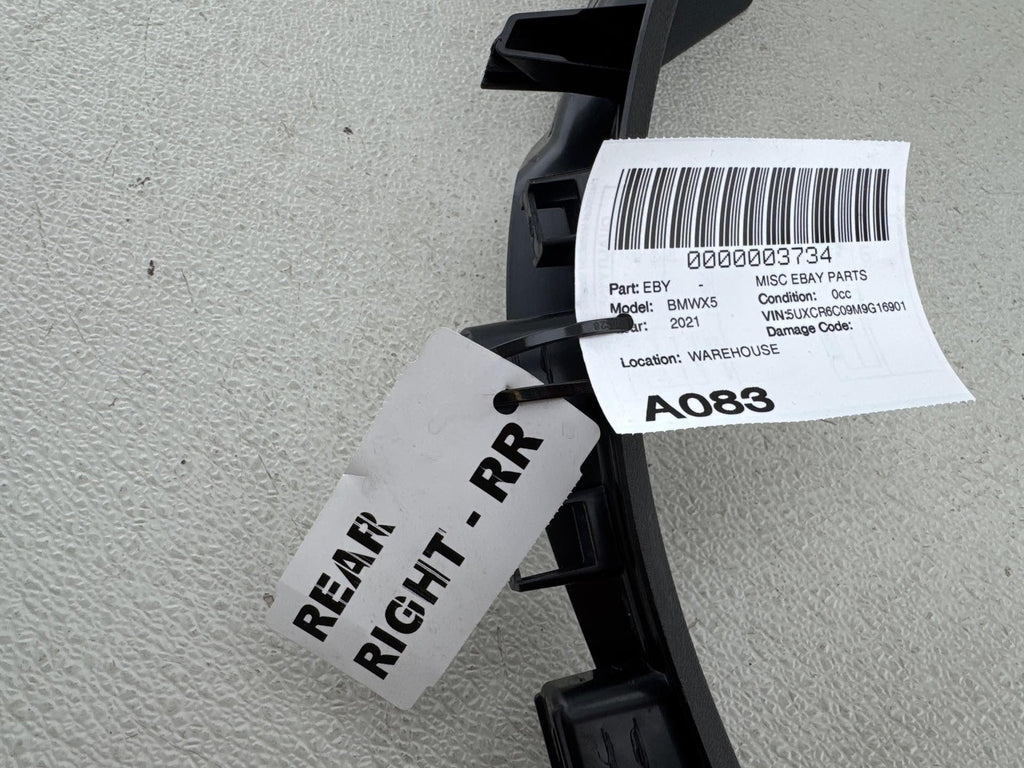 0000003734
Part: EBY - MISC EBAY PARTS
Model: BMWX5 Condition: 0cc
2021 VIN:5UXCR6C09M9G16901
Damage Code:
Location: WAREHOUSE
A083
REAR
RIGHT - RR